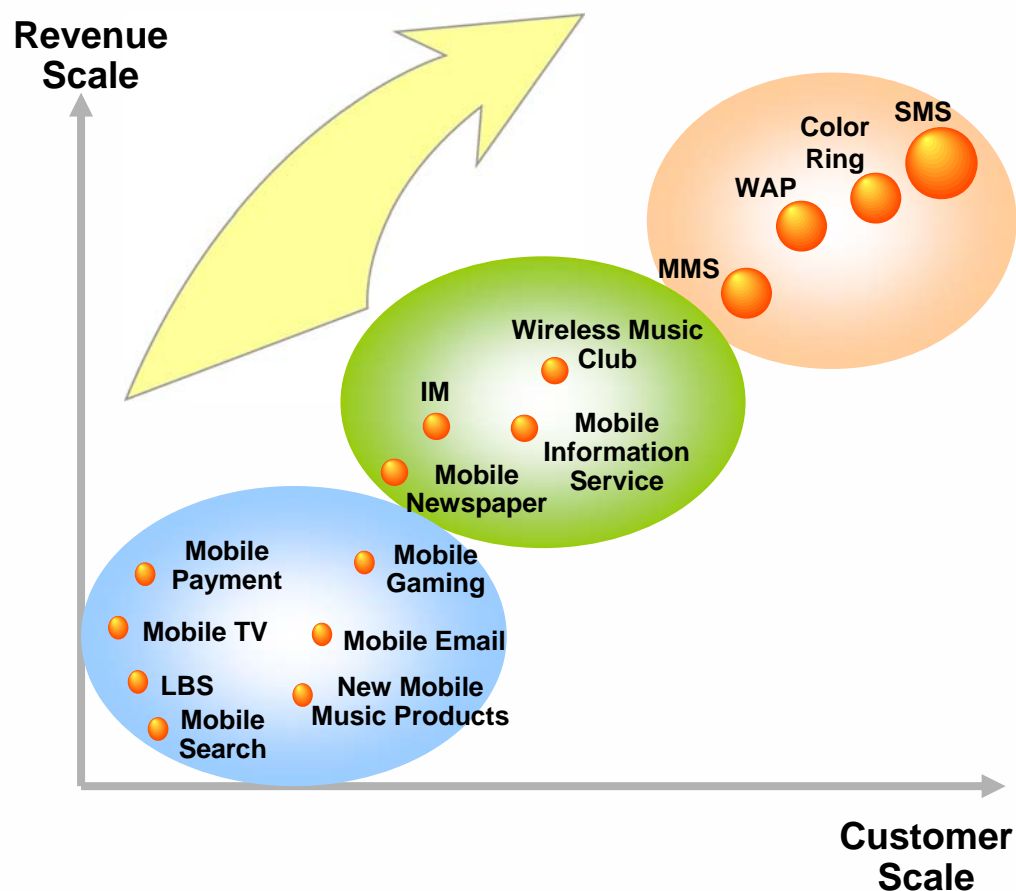 Revenue
Scale
SMS
Color
Ring
WAP
MMS
Wireless Music
Club
IM
Mobile
Information
Service
Mobile
Newspaper
Mobile
Payment
Mobile
Gaming
Mobile TV
Mobile Email
LBS
New Mobile
Music Products
Mobile
Search
Customer
Scale